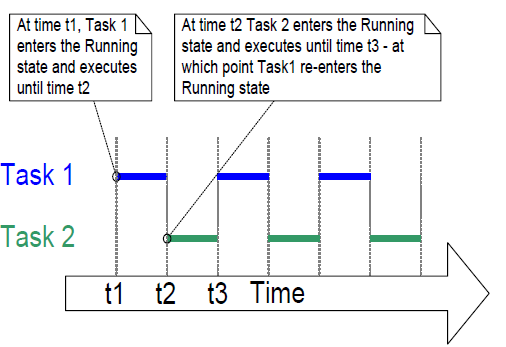 At time t1, Task 1
enters the Running
state and executes
until time t2
At time t2 Task 2 enters the Running
state and executes until time t3 - at
which point Task1 re-enters the
Running state
Task 1
Task 2
t1 t2 t3 Time